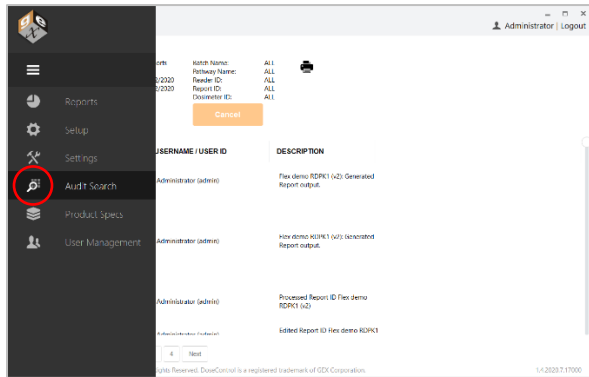 Administrator | Logout
orts Batch Name: ALL
Pathway Name: ALL
2/2020 Reader ID: ALL
2/2020 Report ID: ALL
Dosimeter ID: ALL
Cancel
Reports
Setup
Settings
Audit Search
Product Specs
User Management
USERNAME / USER ID DESCRIPTION
Administrator (admin) Flex demo RDPK1 (v2): Generated
Report output.
Administrator (admin) Flex demo RDPK1 (v2): Generated
Report output.
Administrator (admin) Processed Report ID Flex demo
RDPK1 (v2)
Administrator (admin) Edited Report ID Flex demo RDPK1
4 Next
ights Reserved. DoseControl is a registered trademark of GEX Corporation. 1.4.2020.7.17000